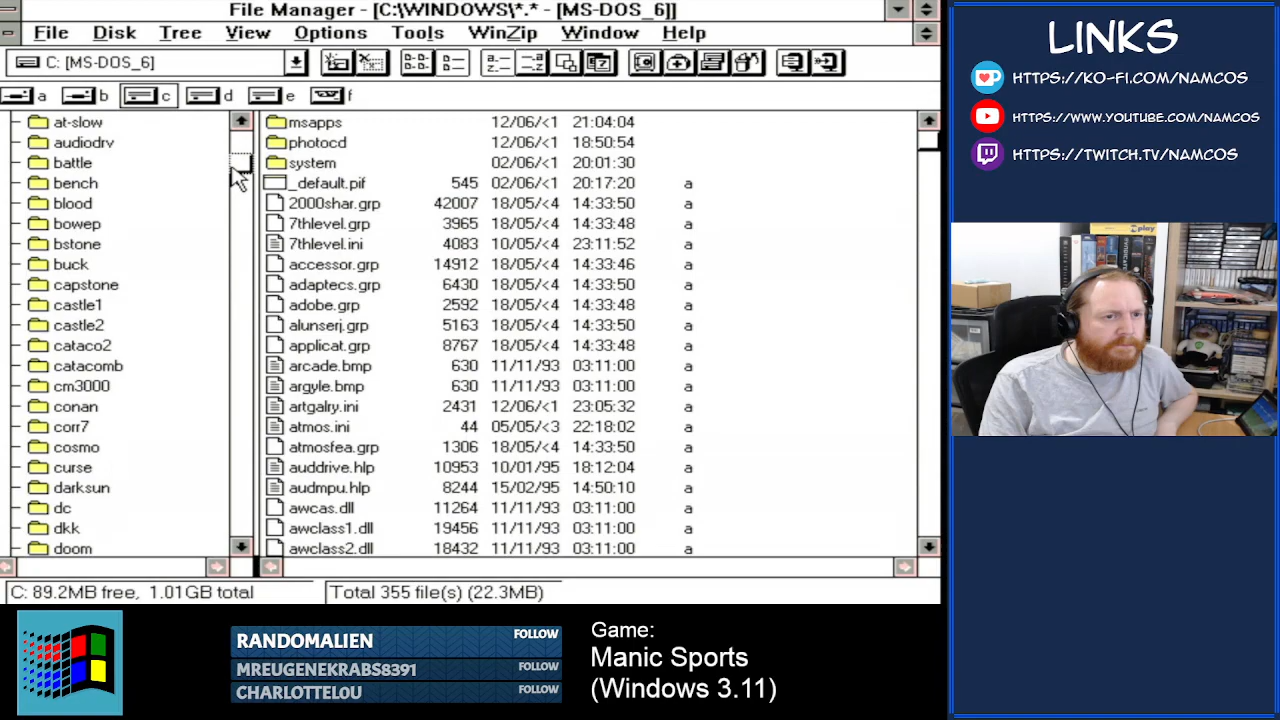 File Manager - [C:\WINDOWS\*.* - [MS-DOS_6]]
File Disk Tree View Options Tools WinZip Window Help
C: [MS-DOS_6]
a b c d e f
at-slow
audiodrv
battle
bench
blood
bowep
bstone
buck
capstone
castle1
castle2
cataco2
catacomb
cm3000
conan
corr7
cosmo
curse
darksun
dc
dkk
doom
msapps 12/06/<1 21:04:04
photocd 12/06/<1 18:50:54
system 02/06/<1 20:01:30
_default.pif 545 02/06/<1 20:17:20 a
2000shar.grp 42007 18/05/<4 14:33:50 a
7thlevel.grp 3965 18/05/<4 14:33:48 a
7thlevel.ini 4083 10/05/<4 23:11:52 a
accessor.grp 14912 18/05/<4 14:33:46 a
adaptecs.grp 6430 18/05/<4 14:33:50 a
adobe.grp 2592 18/05/<4 14:33:48 a
alunserj.grp 5163 18/05/<4 14:33:50 a
applicat.grp 8767 18/05/<4 14:33:48 a
arcade.bmp 630 11/11/93 03:11:00 a
argyle.bmp 630 11/11/93 03:11:00 a
artgalry.ini 2431 12/06/<1 23:05:32 a
atmos.ini 44 05/05/<3 22:18:02 a
atmosfea.grp 1306 18/05/<4 14:33:50 a
auddrive.hlp 10953 10/01/95 18:12:04 a
audmpu.hlp 8244 15/02/95 14:50:10 a
awcas.dll 11264 11/11/93 03:11:00 a
awclass1.dll 19456 11/11/93 03:11:00 a
awclass2.dll 18432 11/11/93 03:11:00 a
C: 89.2MB free, 1.01GB total
Total 355 file(s) (22.3MB)
LINKS
HTTPS://KO-FI.COM/NAMCOS
HTTPS://WWW.YOUTUBE.COM/NAMCOS
HTTPS://TWITCH.TV/NAMCOS
RANDOMALIEN FOLLOW
MREUGENEKRABS8391 FOLLOW
CHARLOTTELOU FOLLOW
Game:
Manic Sports
(Windows 3.11)